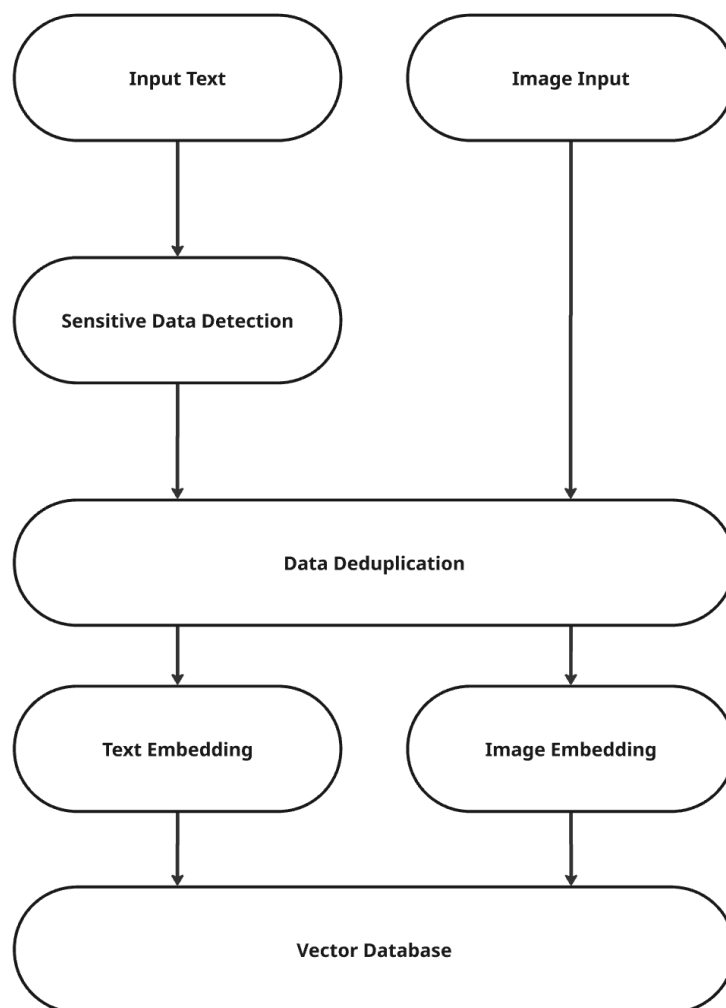 Input Text
Image Input
Sensitive Data Detection
Data Deduplication
Text Embedding
Image Embedding
Vector Database